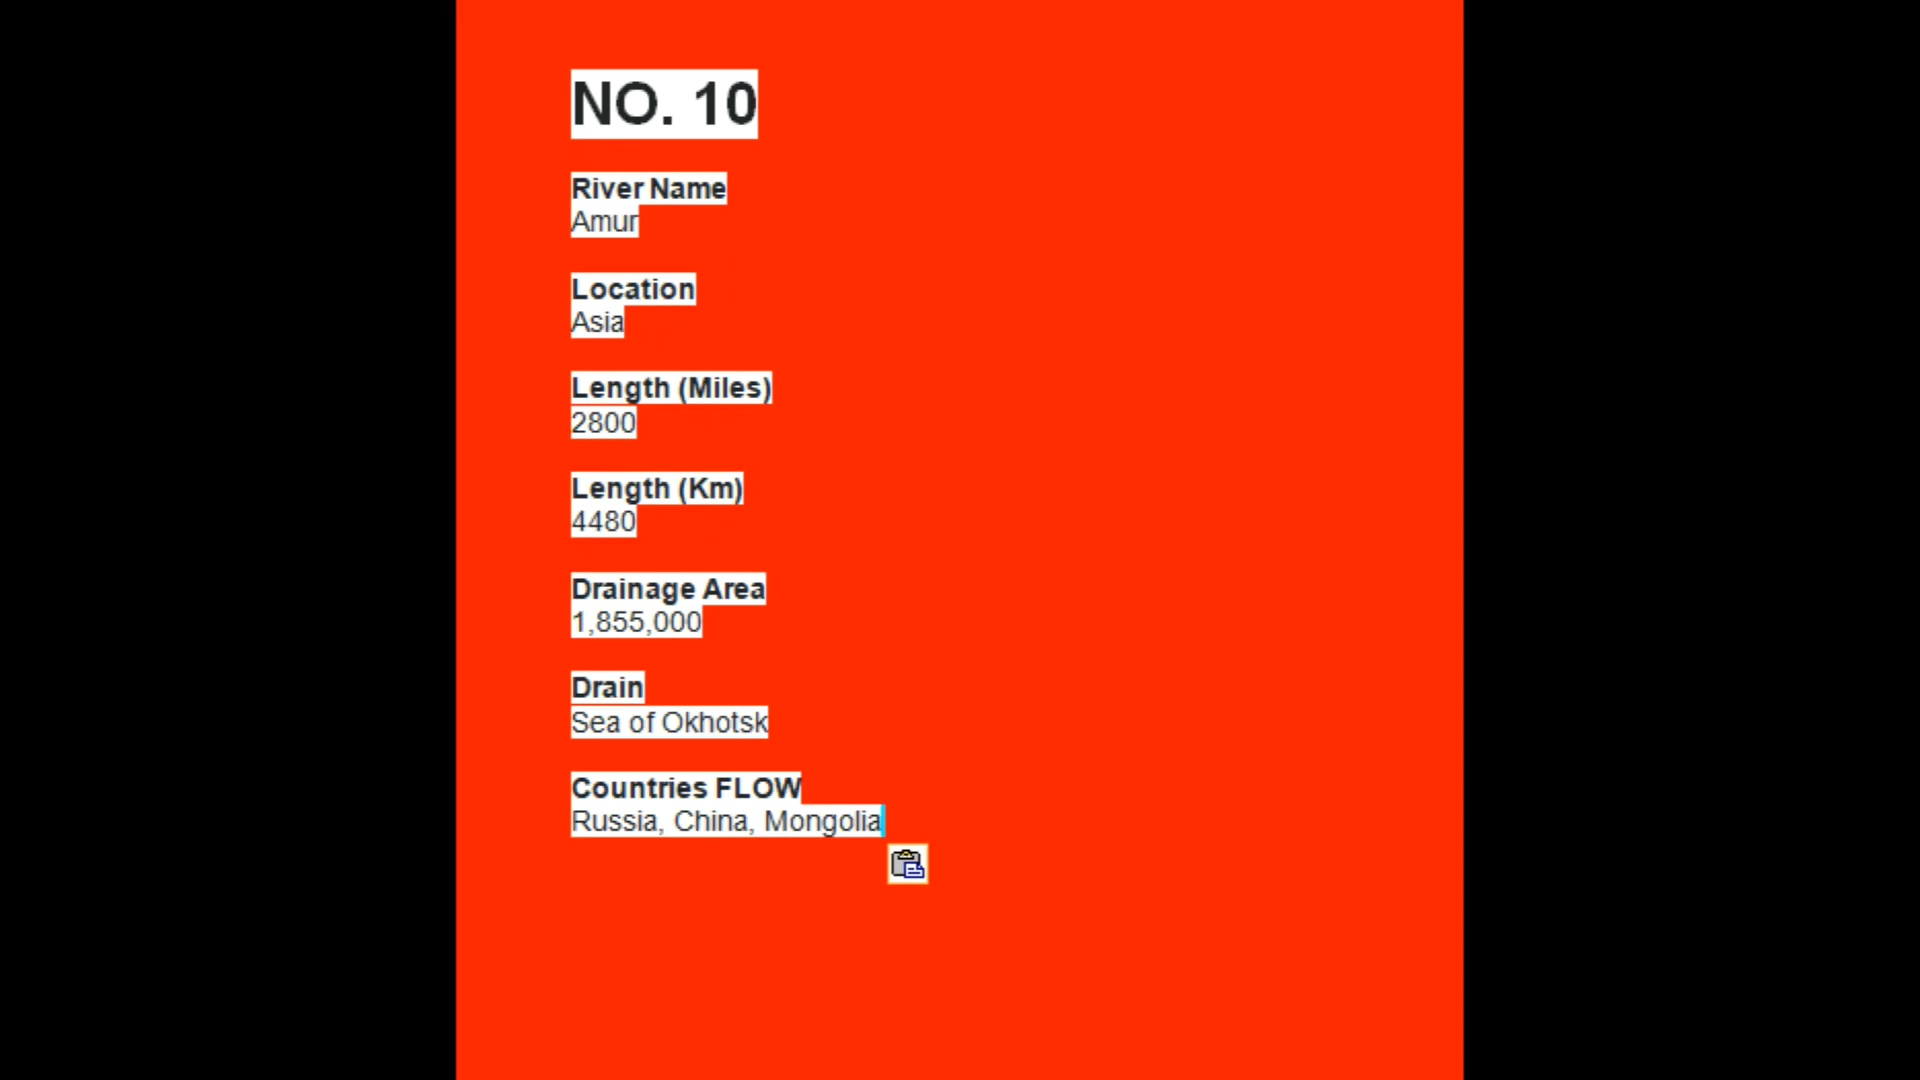 NO. 10
River Name
Amur
Location
Asia
Length (Miles)
2800
Length (Km)
4480
Drainage Area
1,855,000
Drain
Sea of Okhotsk
Countries FLOW
Russia, China, Mongolia